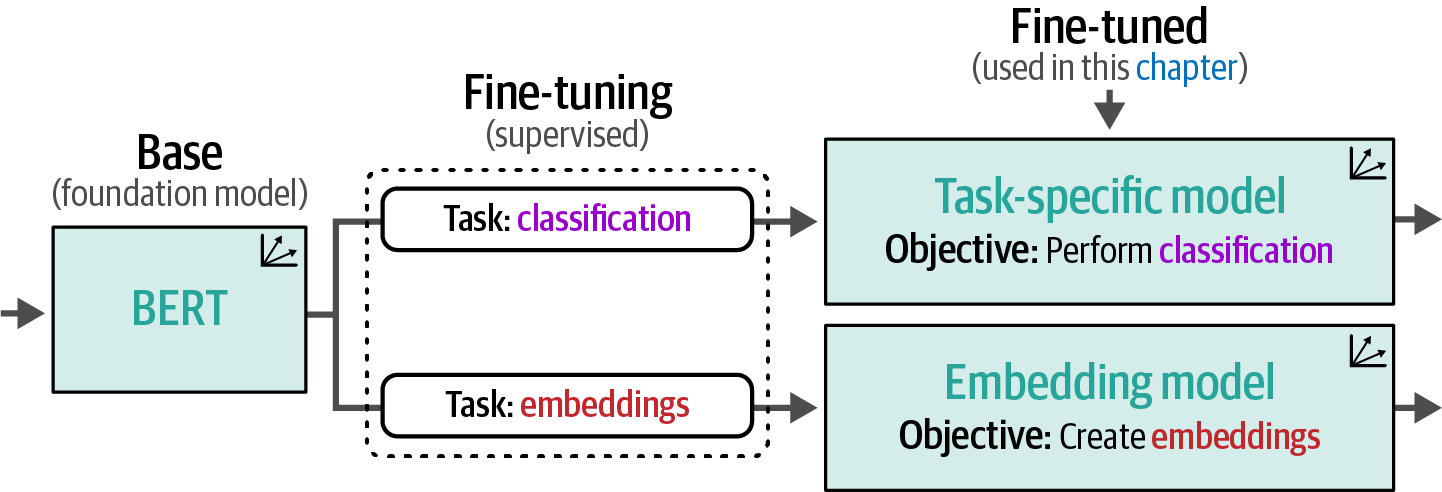 Base
(foundation model)
BERT
Fine-tuning
(supervised)
Task: classification
Task: embeddings
Fine-tuned
(used in this chapter)
Task-specific model
Objective: Perform classification
Embedding model
Objective: Create embeddings